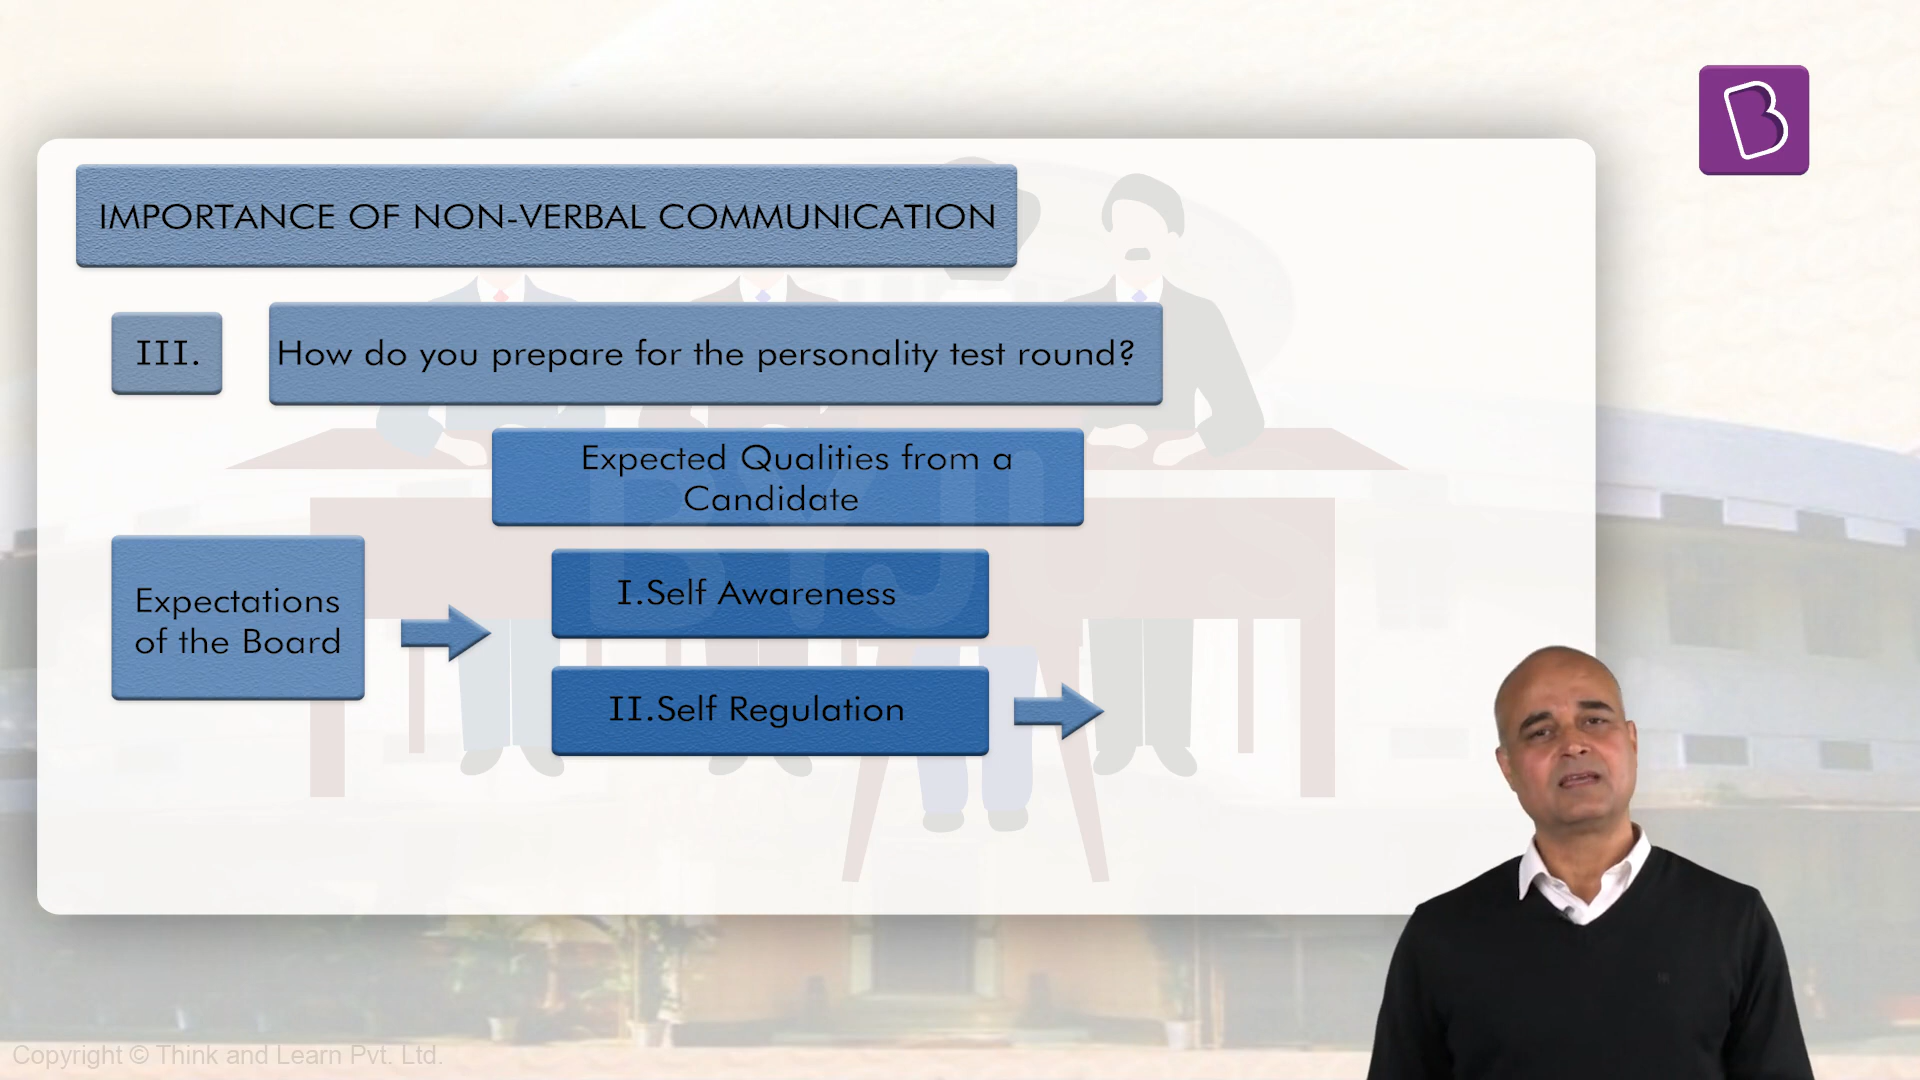 IMPORTANCE OF NON-VERBAL COMMUNICATION
III.
How do you prepare for the personality test round?
Expected Qualities from a
Candidate
Expectations
of the Board
I.Self Awareness
II.Self Regulation
BYJU'S
B
Copyright © Think and Learn Pvt. Ltd.